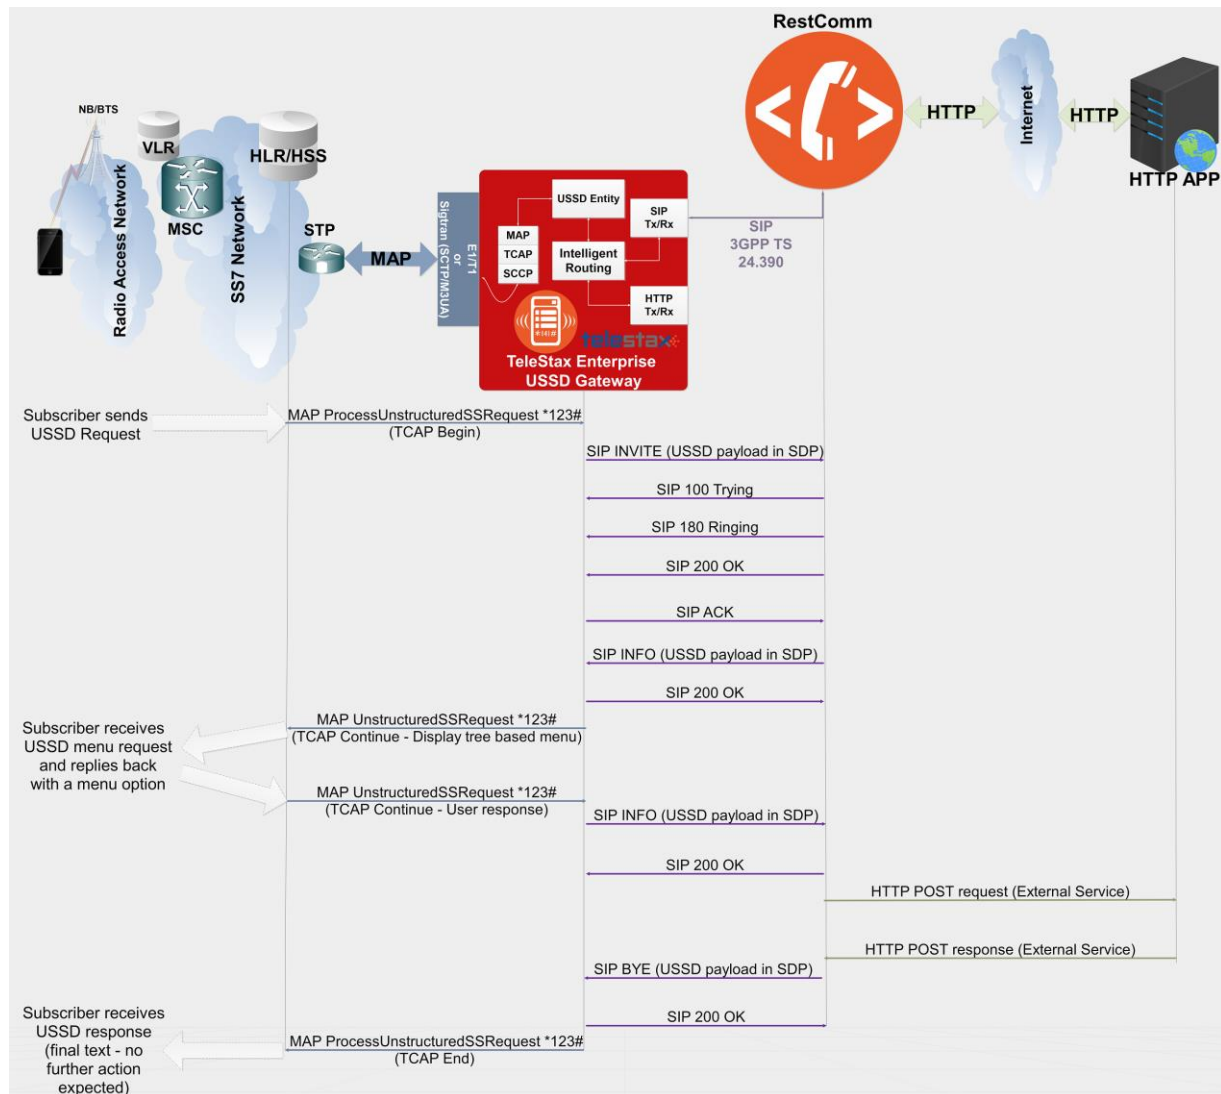 RestComm
NB/BTS
VLR
HLR/HSS
MSC
STP
Radio Access Network
SS7 Network
MAP
E1/T1
or
Sigtran (SCTP/M3UA)
USSD Entity
SIP
Tx/Rx
MAP
TCAP
SCCP
Intelligent
Routing
HTTP
Tx/Rx
telestax
TeleStax Enterprise
USSD Gateway
SIP
3GPP TS
24.390
HTTP
Internet
HTTP
HTTP APP
Subscriber sends
USSD Request
MAP ProcessUnstructuredSSRequest *123#
(TCAP Begin)
SIP INVITE (USSD payload in SDP)
SIP 100 Trying
SIP 180 Ringing
SIP 200 OK
SIP ACK
SIP INFO (USSD payload in SDP)
SIP 200 OK
Subscriber receives
USSD menu request
and replies back
with a menu option
MAP UnstructuredSSRequest *123#
(TCAP Continue - Display tree based menu)
MAP UnstructuredSSRequest *123#
(TCAP Continue - User response)
SIP INFO (USSD payload in SDP)
SIP 200 OK
HTTP POST request (External Service)
HTTP POST response (External Service)
SIP BYE (USSD payload in SDP)
SIP 200 OK
Subscriber receives
USSD response
(final text - no
further action
expected)
MAP ProcessUnstructuredSSRequest *123#
(TCAP End)